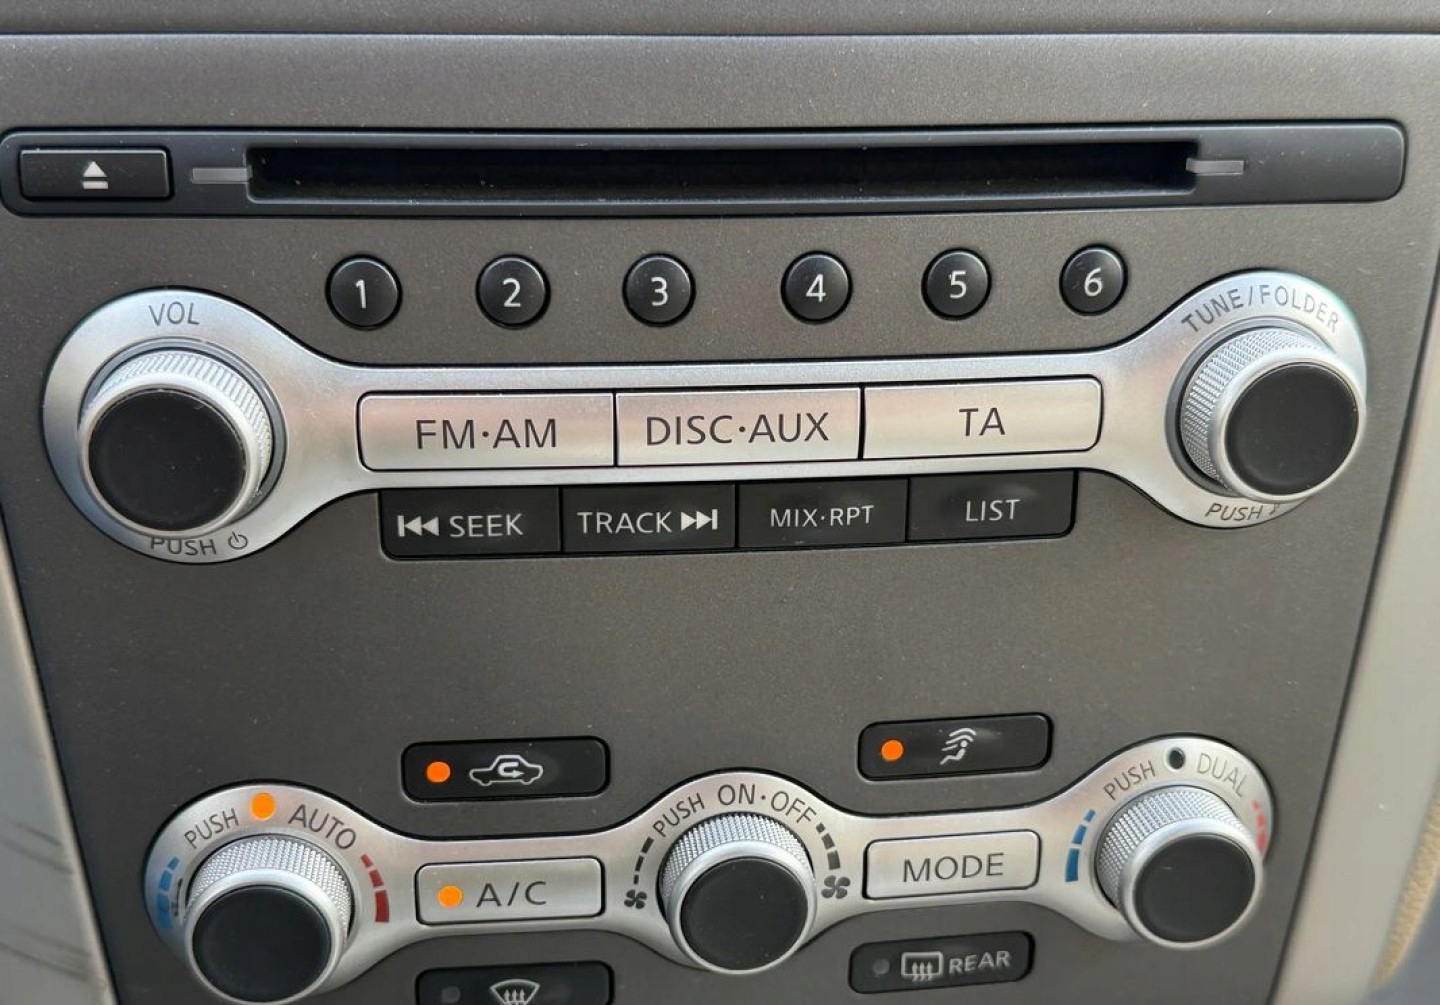 1 2 3 4 5 6
VOL
TUNE/FOLDER
FM·AM DISC·AUX TA
SEEK TRACK MIX·RPT LIST
PUSH
PUSH
PUSH AUTO
PUSH ON·OFF
PUSH DUAL
A/C
MODE
REAR